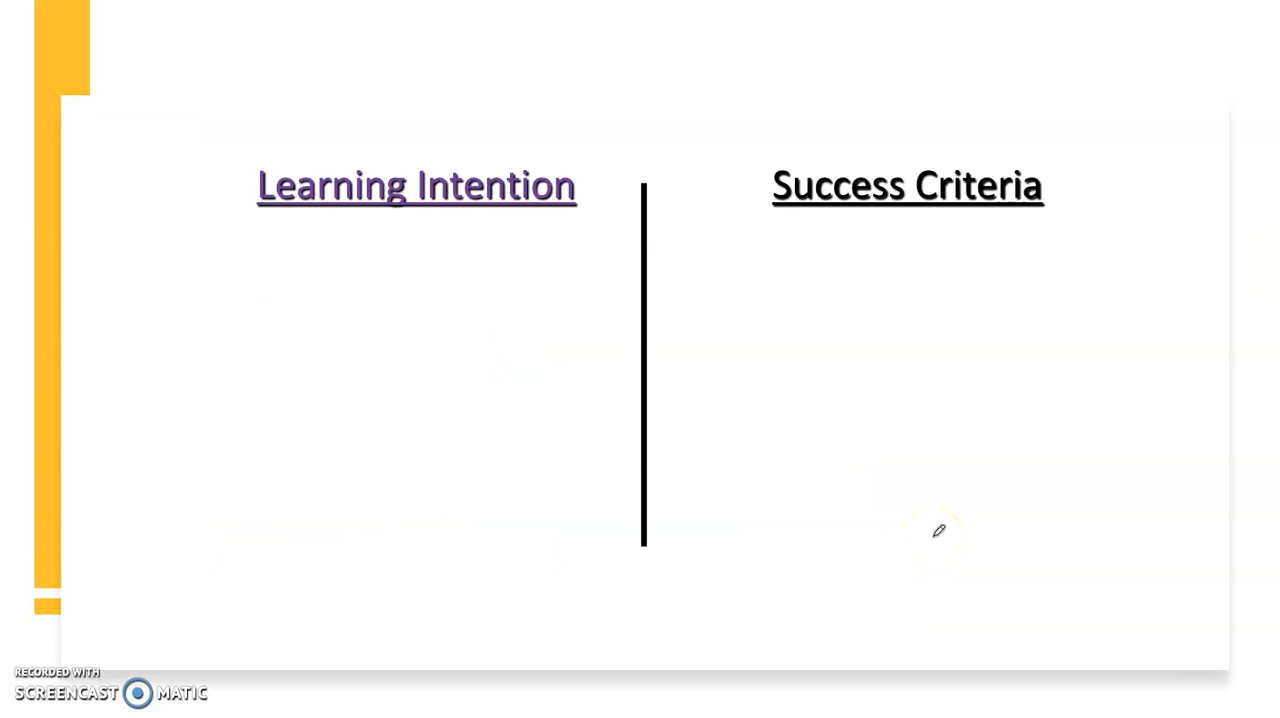 Learning Intention
Success Criteria
RECORDED WITH
SCREENCAST MATIC